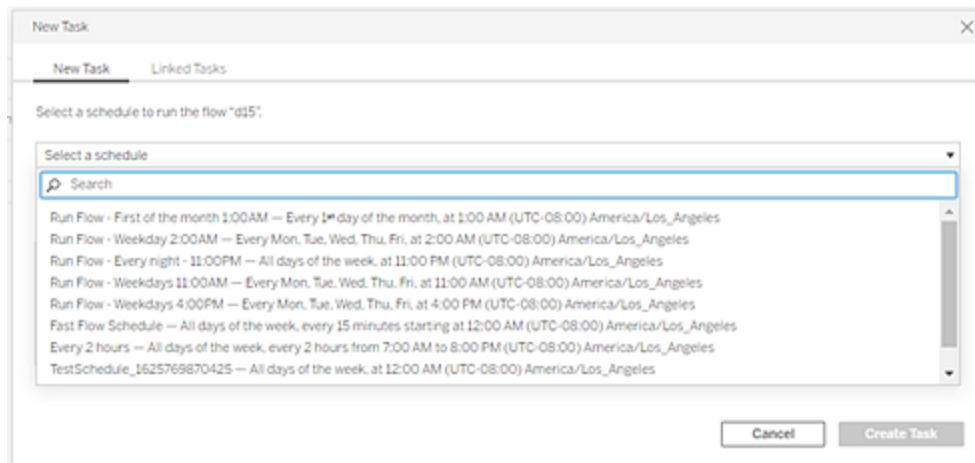 New Task
New Task Linked Tasks
Select a schedule to run the flow "d15".
Select a schedule
Search
Run Flow - First of the month 1:00AM — Every 1st day of the month, at 1:00 AM (UTC-08:00) America/Los_Angeles
Run Flow - Weekday 2:00AM — Every Mon, Tue, Wed, Thu, Fri, at 2:00 AM (UTC-08:00) America/Los_Angeles
Run Flow - Every night - 11:00PM — All days of the week, at 11:00 PM (UTC-08:00) America/Los_Angeles
Run Flow - Weekdays 11:00AM — Every Mon, Tue, Wed, Thu, Fri, at 11:00 AM (UTC-08:00) America/Los_Angeles
Run Flow - Weekdays 4:00PM — Every Mon, Tue, Wed, Thu, Fri, at 4:00 PM (UTC-08:00) America/Los_Angeles
Fast Flow Schedule — All days of the week, every 15 minutes starting at 12:00 AM (UTC-08:00) America/Los_Angeles
Every 2 hours — All days of the week, every 2 hours from 7:00 AM to 8:00 PM (UTC-08:00) America/Los_Angeles
TestSchedule_1625769870425 — All days of the week, at 12:00 AM (UTC-08:00) America/Los_Angeles
Cancel Create Task